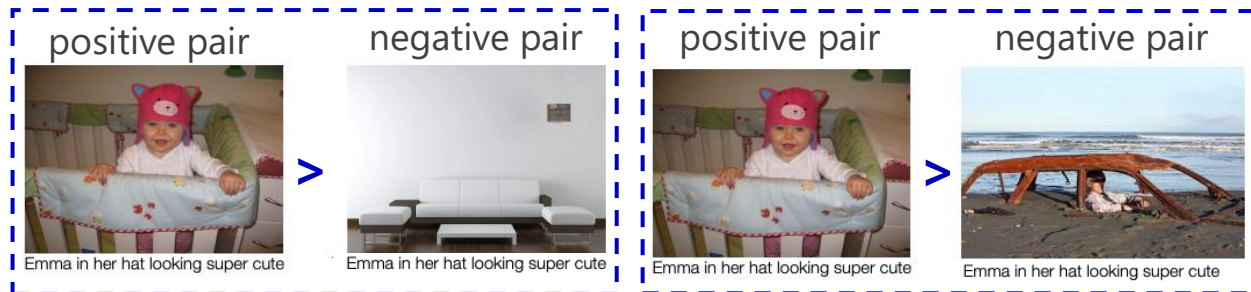 positive pair
negative pair
positive pair
negative pair
>
>
Emma in her hat looking super cute
Emma in her hat looking super cute
Emma in her hat looking super cute
Emma in her hat looking super cute